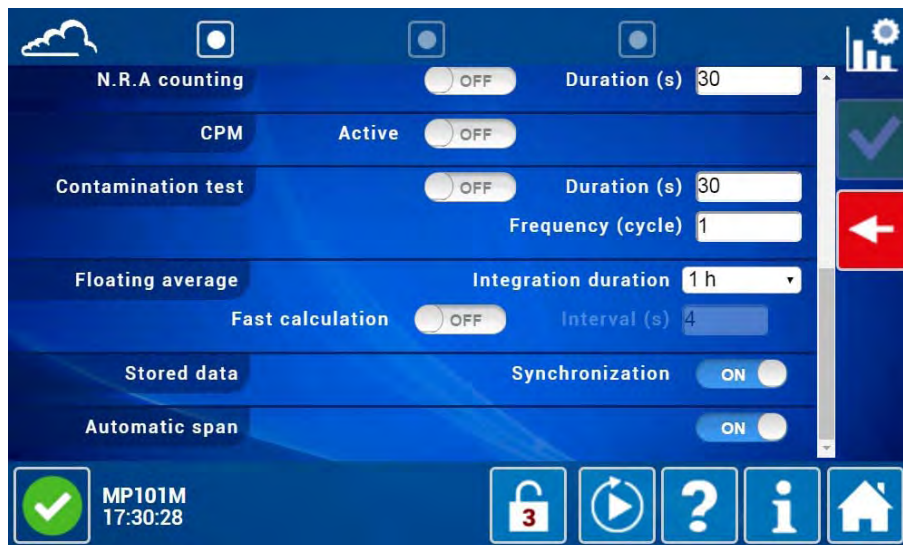 N.R.A counting OFF Duration (s) 30
CPM Active OFF
Contamination test OFF Duration (s) 30
Frequency (cycle) 1
Floating average Integration duration 1 h
Fast calculation OFF Interval (s) 4
Stored data Synchronization ON
Automatic span ON
MP101M
17:30:28
3
?
i